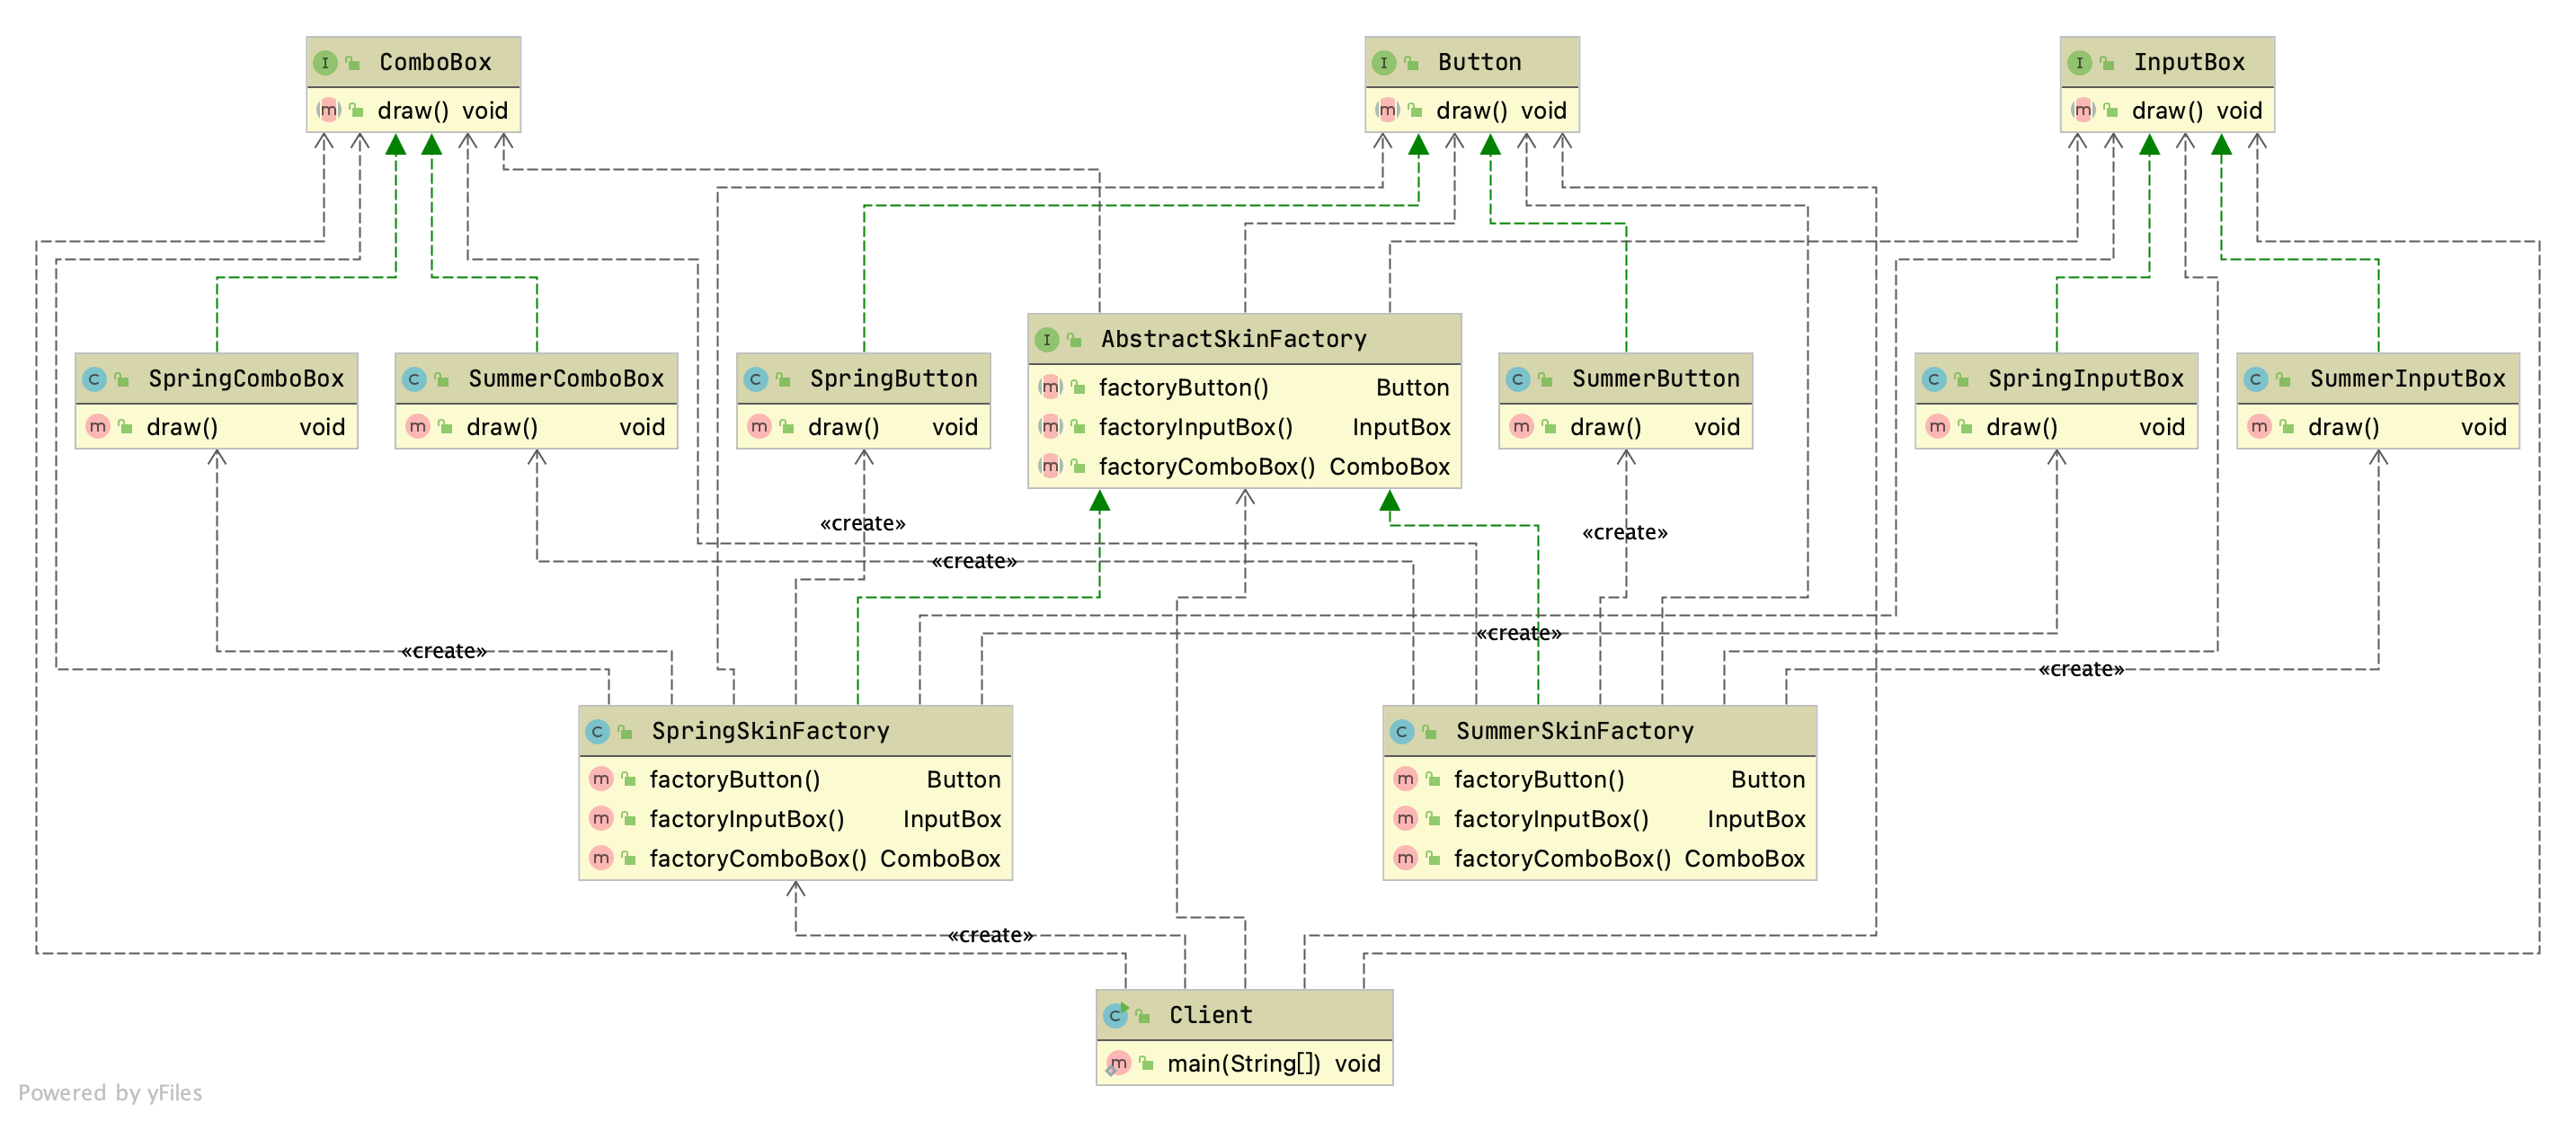 ComboBox
draw() void
Button
draw() void
InputBox
draw() void
SpringComboBox
draw() void
SummerComboBox
draw() void
SpringButton
draw() void
AbstractSkinFactory
factoryButton() Button
factoryInputBox() InputBox
factoryComboBox() ComboBox
SummerButton
draw() void
SpringInputBox
draw() void
SummerInputBox
draw() void
«create»
«create»
«create»
«create»
«create»
«create»
SpringSkinFactory
factoryButton() Button
factoryInputBox() InputBox
factoryComboBox() ComboBox
SummerSkinFactory
factoryButton() Button
factoryInputBox() InputBox
factoryComboBox() ComboBox
«create»
Client
main(String[]) void
Powered by yFiles